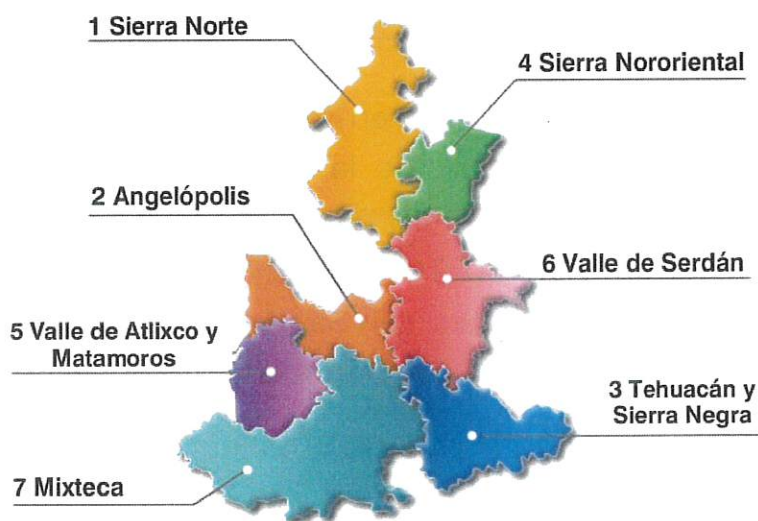 1 Sierra Norte
4 Sierra Nororiental
2 Angelópolis
6 Valle de Serdán
5 Valle de Atlixco y
Matamoros
3 Tehuacán y
Sierra Negra
7 Mixteca